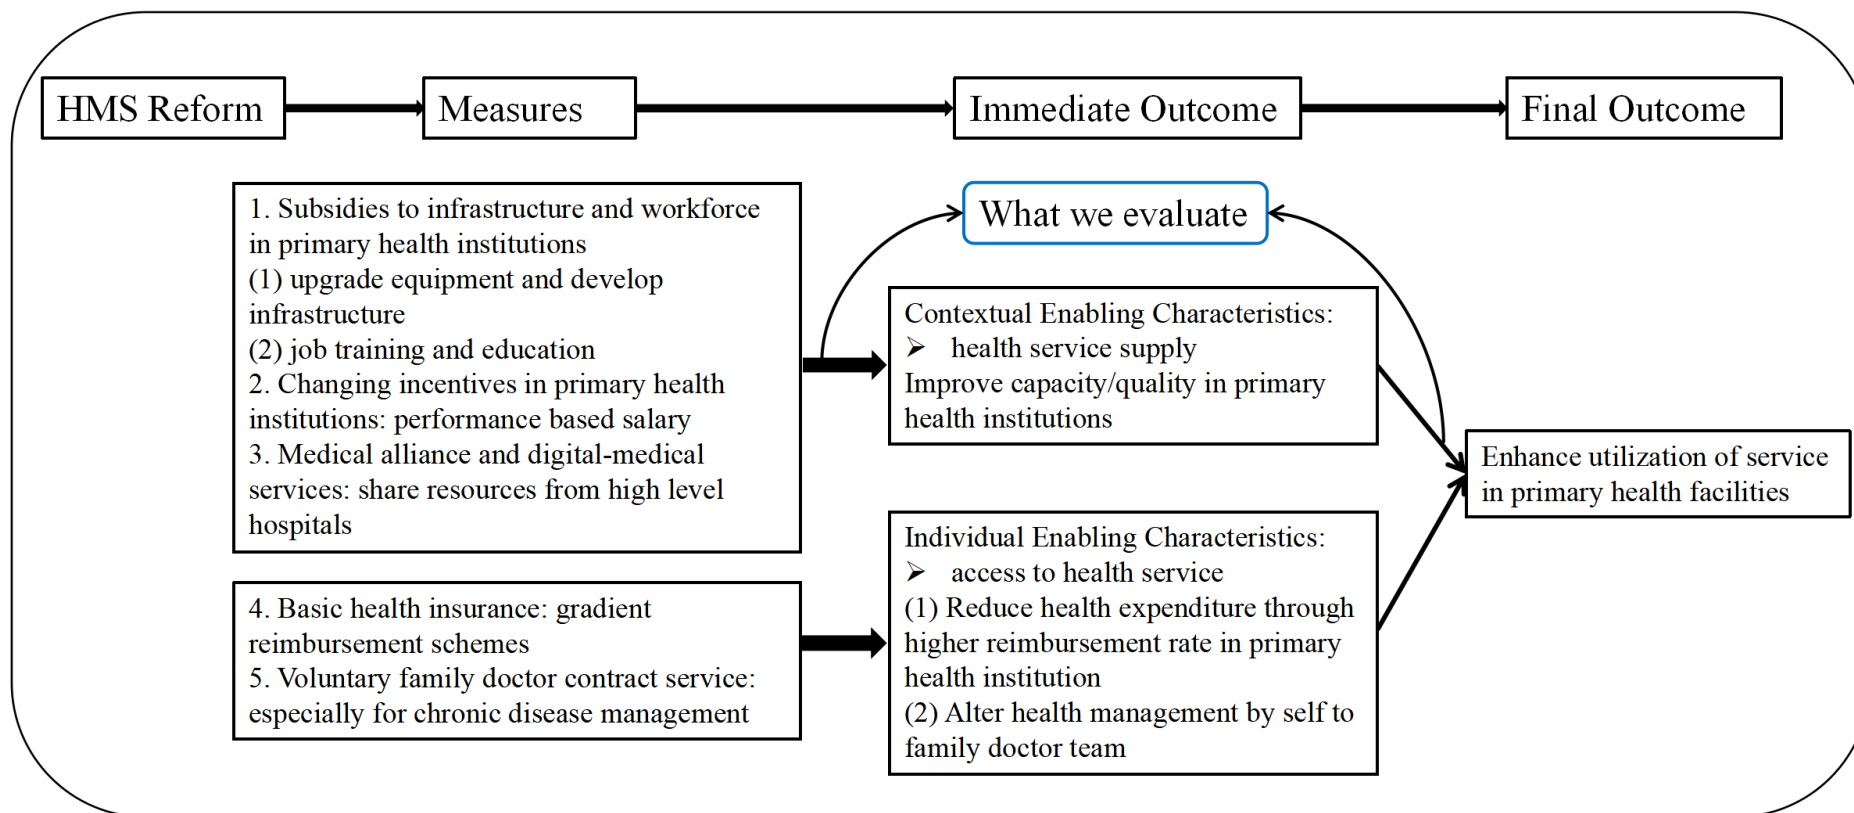 HMS Reform
Measures
Immediate Outcome
Final Outcome
1. Subsidies to infrastructure and workforce
in primary health institutions
(1) upgrade equipment and develop
infrastructure
(2) job training and education
2. Changing incentives in primary health
institutions: performance based salary
3. Medical alliance and digital-medical
services: share resources from high level
hospitals
4. Basic health insurance: gradient
reimbursement schemes
5. Voluntary family doctor contract service:
especially for chronic disease management
What we evaluate
Contextual Enabling Characteristics:
➢ health service supply
Improve capacity/quality in primary
health institutions
Individual Enabling Characteristics:
➢ access to health service
(1) Reduce health expenditure through
higher reimbursement rate in primary
health institution
(2) Alter health management by self to
family doctor team
Enhance utilization of service
in primary health facilities